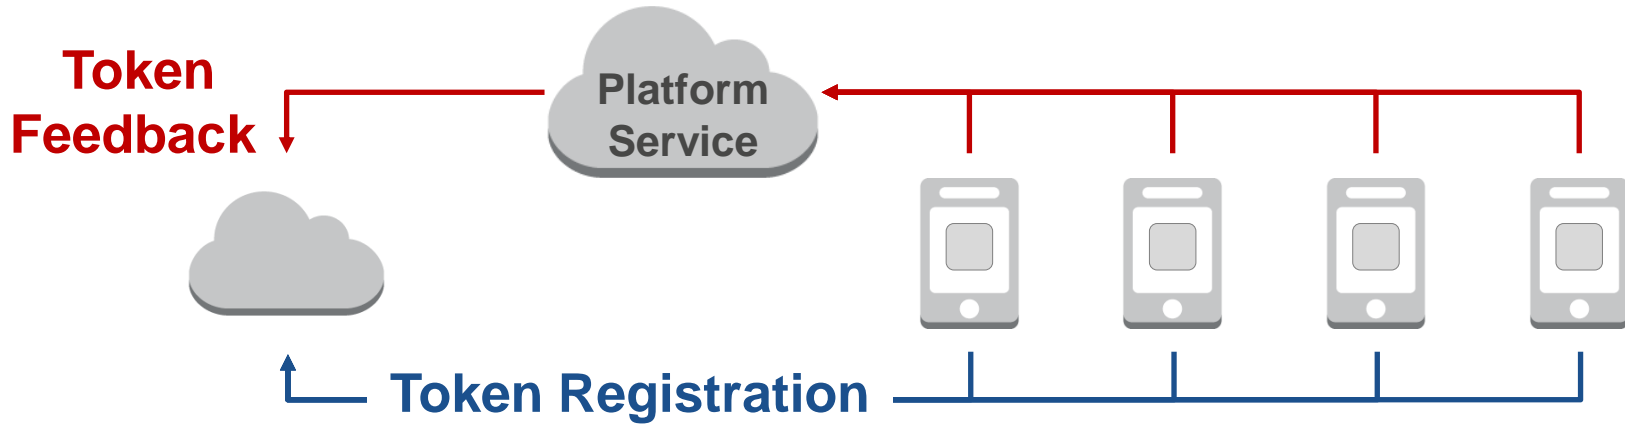 Token
Feedback
Platform
Service
Token Registration